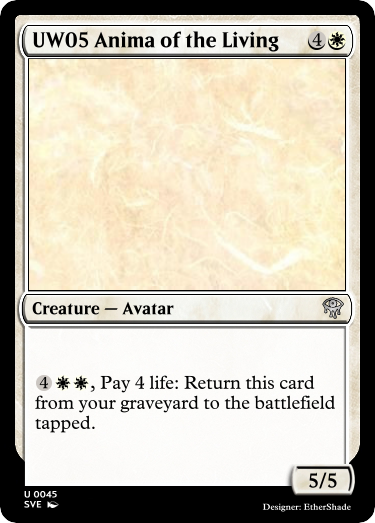 UW05 Anima of the Living 4
Creature — Avatar
4, Pay 4 life: Return this card
from your graveyard to the battlefield
tapped.
5/5
U 0045
SVE
Designer: EtherShade